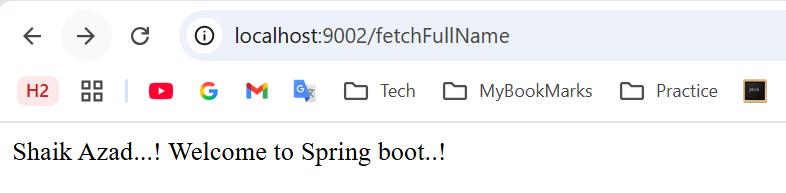 localhost:9002/fetchFullName
H2 Tech MyBookMarks Practice
Shaik Azad...! Welcome to Spring boot..!